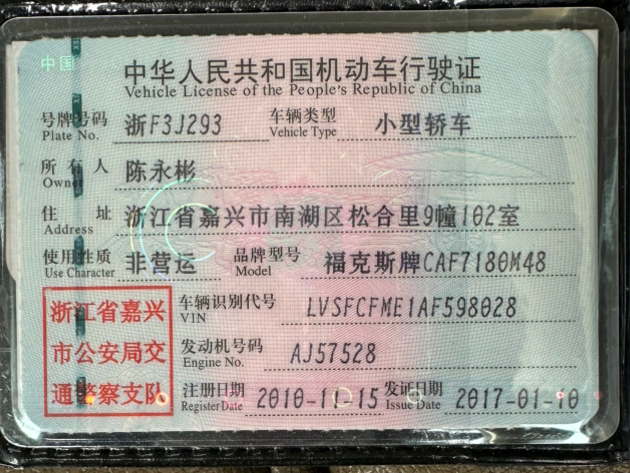 中国
中华人民共和国机动车行驶证
Vehicle License of the People's Republic of China
号牌号码 浙F3J293 车辆类型 小型轿车
Plate No. Vehicle Type
所有人 陈永彬
Owner
住址 浙江省嘉兴市南湖区松合里9幢102室
Address
使用性质 非营运 品牌型号 福克斯牌CAF7180M48
Use Character Model
浙江省嘉兴
市公安局交
通警察支队
车辆识别代号 LVSFCFME1AF598028
VIN
发动机号码 AJ57528
Engine No.
注册日期 2010-11-15 发证日期 2017-01-10
Register Date Issue Date